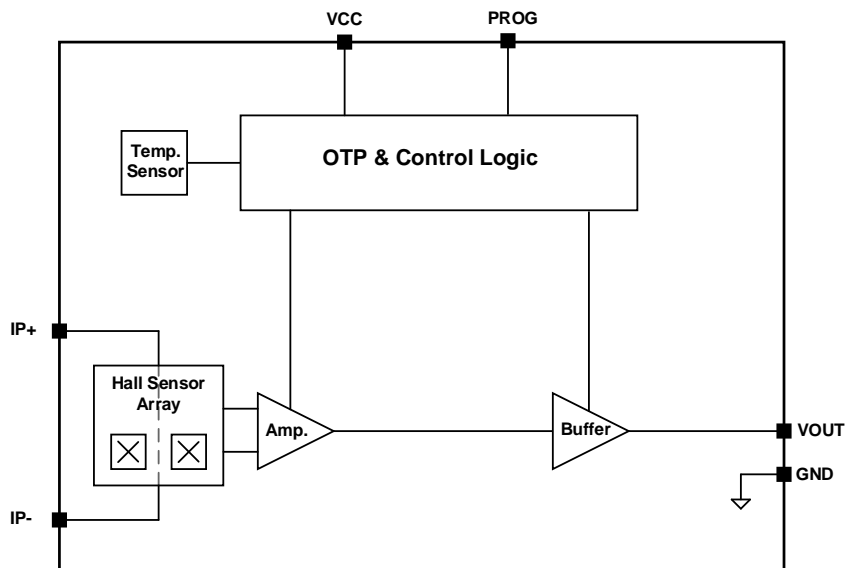 VCC
PROG
Temp.
Sensor
OTP & Control Logic
IP+
Hall Sensor
Array
Amp.
Buffer
VOUT
GND
IP-